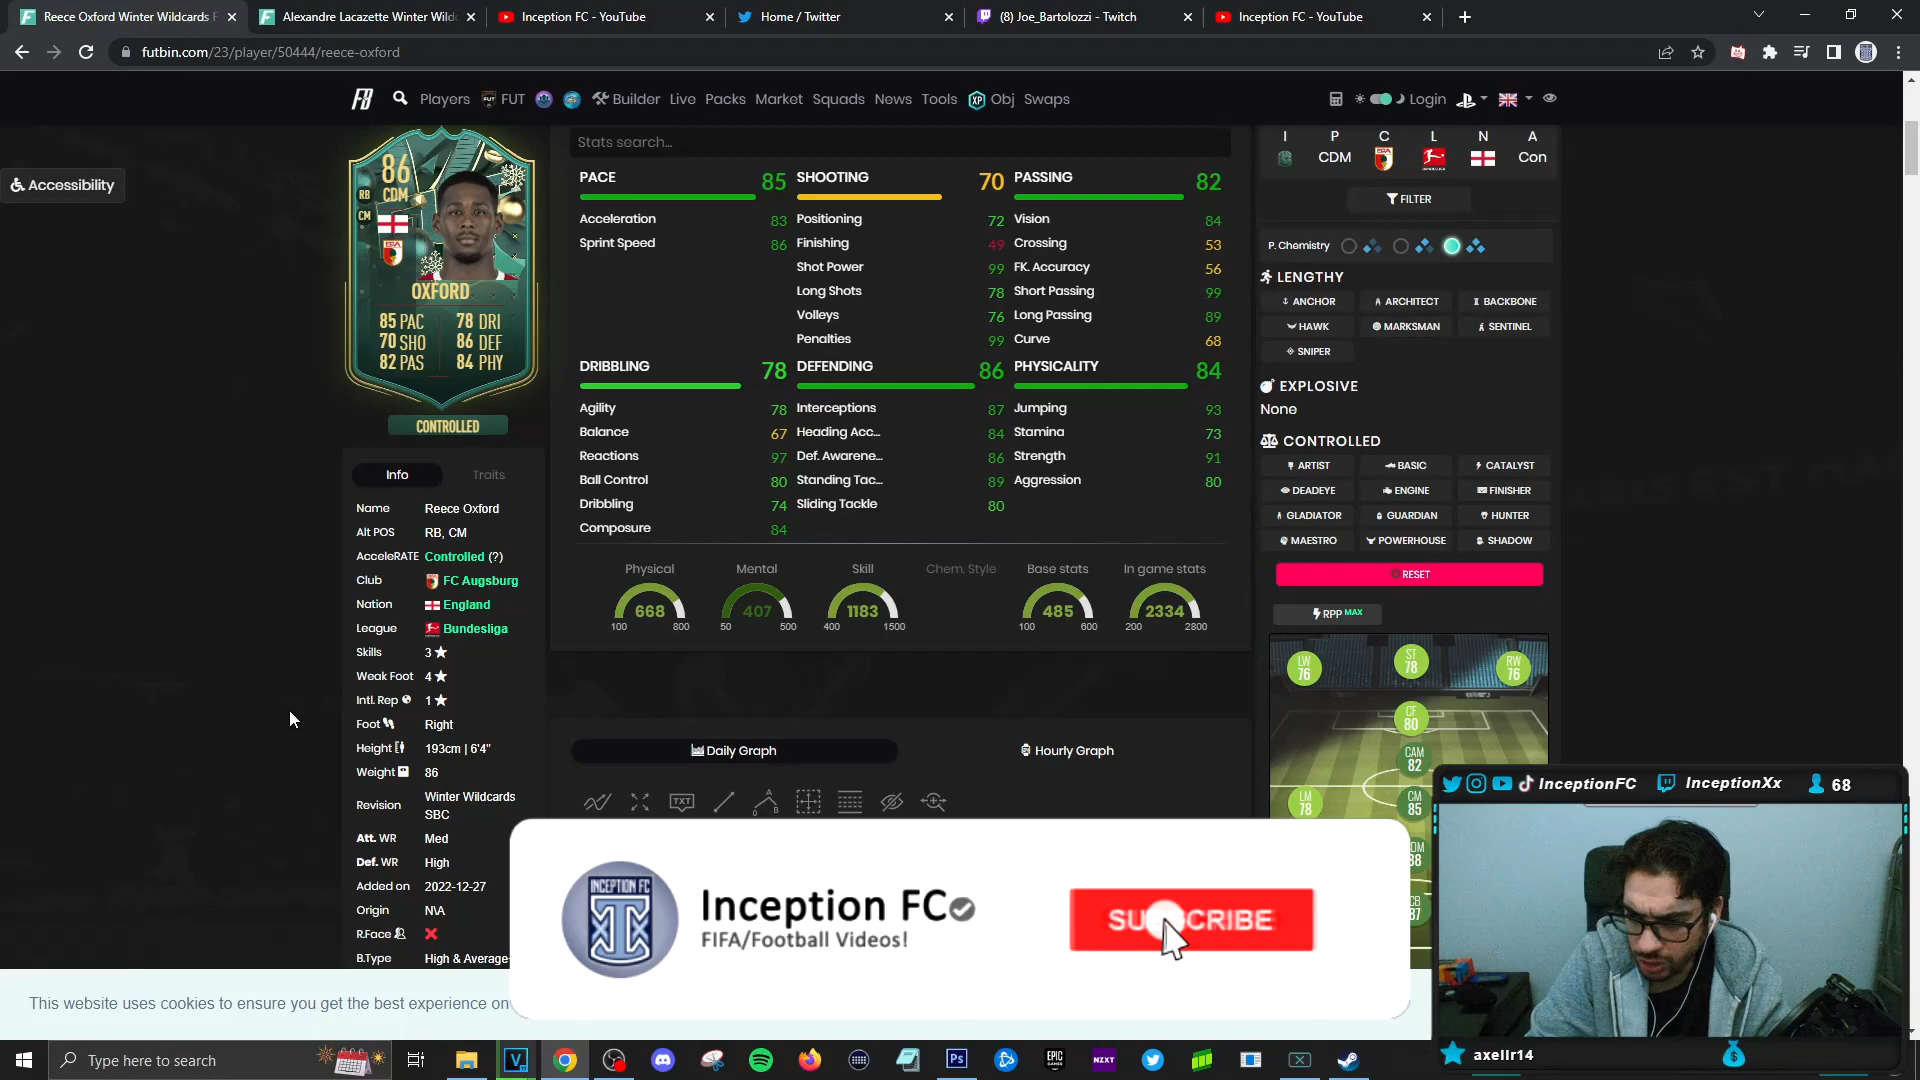 Reece Oxford Winter Wildcards F
Alexandre Lacazette Winter Wild
Inception FC - YouTube
Home / Twitter
(8) Joe_Bartolozzi - Twitch
Inception FC - YouTube
futbin.com/23/player/50444/reece-oxford
Players FUT Builder Live Packs Market Squads News Tools XP Obj Swaps Login
Accessibility
86
CDM
RB
CM
OXFORD
85 PAC 78 DRI
70 SHO 86 DEF
82 PAS 84 PHY
CONTROLLED
Info Traits
Name Reece Oxford
Alt POS RB, CM
AcceleRATE Controlled (?)
Club FC Augsburg
Nation England
League Bundesliga
Skills 3
Weak Foot 4
Intl. Rep 1
Foot Right
Height 193cm | 6'4"
Weight 86
Revision Winter Wildcards SBC
Att. WR Med
Def. WR High
Added on 2022-12-27
Origin N\A
R.Face
B.Type High & Average
Stats search...
PACE 85
Acceleration 83
Sprint Speed 86
SHOOTING 70
Positioning 72
Finishing 49
Shot Power 99
Long Shots 78
Volleys 76
Penalties 99
PASSING 82
Vision 84
Crossing 53
FK. Accuracy 56
Short Passing 99
Long Passing 89
Curve 68
DRIBBLING 78
Agility 78
Balance 67
Reactions 97
Ball Control 80
Dribbling 74
Composure 84
DEFENDING 86
Interceptions 87
Heading Acc... 84
Def. Awarene... 86
Standing Tac... 89
Sliding Tackle 80
PHYSICALITY 84
Jumping 93
Stamina 73
Strength 91
Aggression 80
Physical Mental Skill Chem. Style Base stats In game stats
668 407 1183 485 2334
100 800 50 500 400 1500 100 600 200 2800
Daily Graph Hourly Graph
TXT
I P C L N A
CDM Con
FILTER
P. Chemistry
LENGTHY
ANCHOR ARCHITECT BACKBONE
HAWK MARKSMAN SENTINEL
SNIPER
EXPLOSIVE
None
CONTROLLED
ARTIST BASIC CATALYST
DEADEYE ENGINE FINISHER
GLADIATOR GUARDIAN HUNTER
MAESTRO POWERHOUSE SHADOW
RESET
RPP MAX
LW 76
ST 78
RW 76
CF 80
CAM 82
LM 78
CM 85
InceptionFC InceptionXx 68
INCEPTION FC
Inception FC
FIFA/Football Videos!
SUBSCRIBE
This website uses cookies to ensure you get the best experience on
axellr14
Type here to search
V
Ps
EPIC GAMES
NZXT